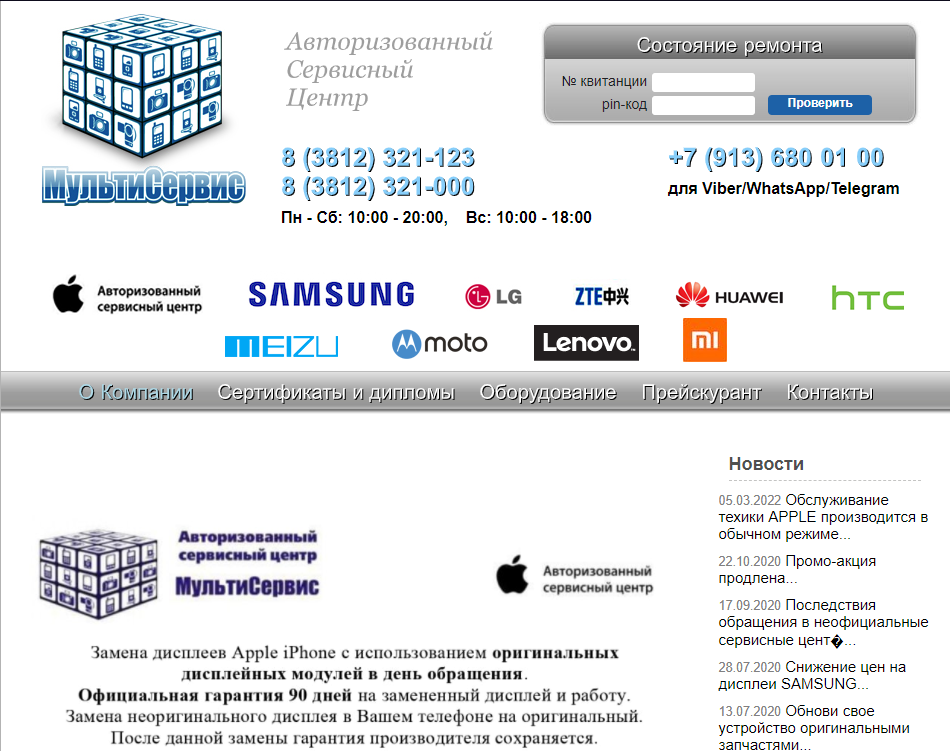 МультиСервис
Авторизованный
Сервисный
Центр
8 (3812) 321-123
8 (3812) 321-000
Пн - Сб: 10:00 - 20:00, Вс: 10:00 - 18:00
Состояние ремонта
№ квитанции
pin-код
Проверить
+7 (913) 680 01 00
для Viber/WhatsApp/Telegram
Авторизованный
сервисный центр
SAMSUNG
LG
ZTE中兴
HUAWEI
hTC
MEIZU
moto
Lenovo
mi
О Компании Сертификаты и дипломы Оборудование Прейскурант Контакты
Авторизованный
сервисный центр
МультиСервис
Авторизованный
сервисный центр
Замена дисплеев Apple iPhone с использованием оригинальных
дисплейных модулей в день обращения.
Официальная гарантия 90 дней на замененный дисплей и работу.
Замена неоригинального дисплея в Вашем телефоне на оригинальный.
После данной замены гарантия производителя сохраняется.
Новости
05.03.2022 Обслуживание
техики APPLE производится в
обычном режиме...
22.10.2020 Промо-акция
продлена...
17.09.2020 Последствия
обращения в неофициальные
сервисные цент�...
28.07.2020 Снижение цен на
дисплеи SAMSUNG...
13.07.2020 Обнови свое
устройство оригинальными
запчастями...